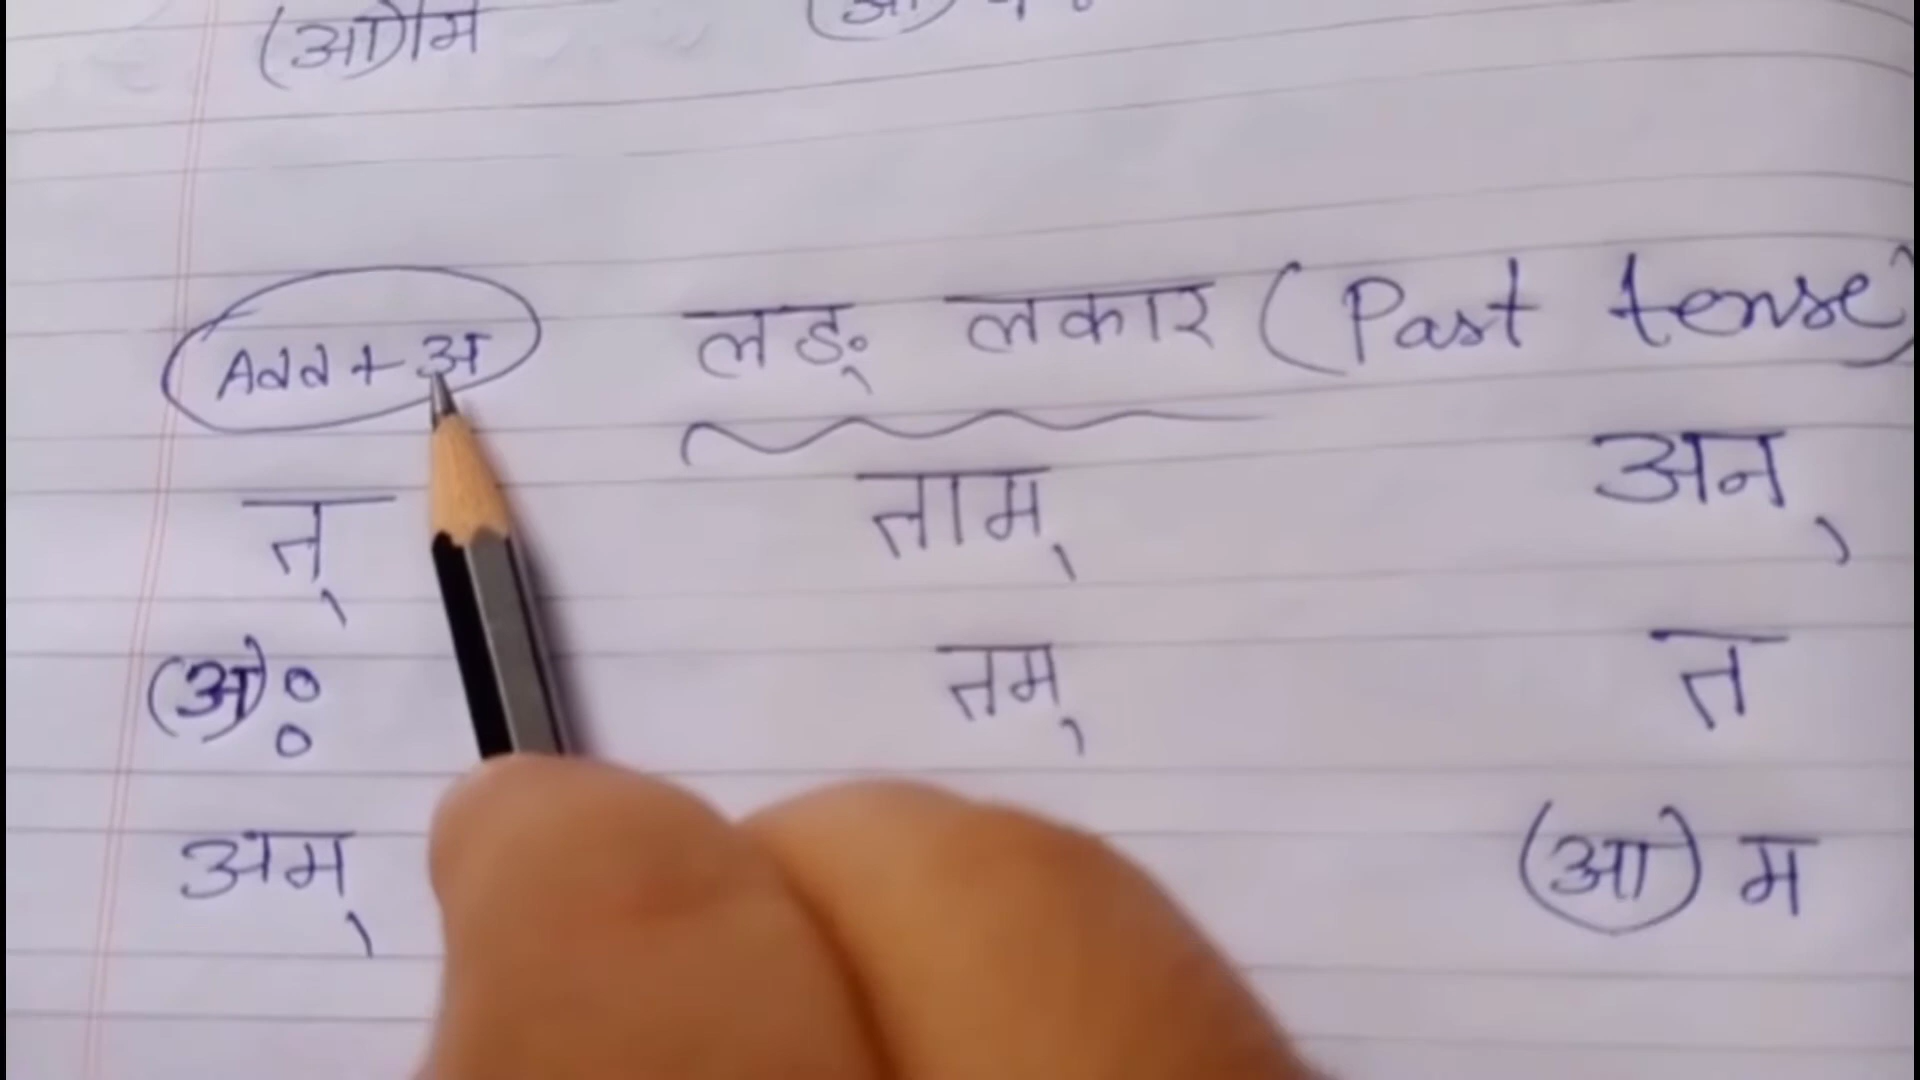 (आ)मि
Add + अ लङ् लकार (Past tense)
त् ताम् अन्
(अ)ः तम् त
अम् (आ) म